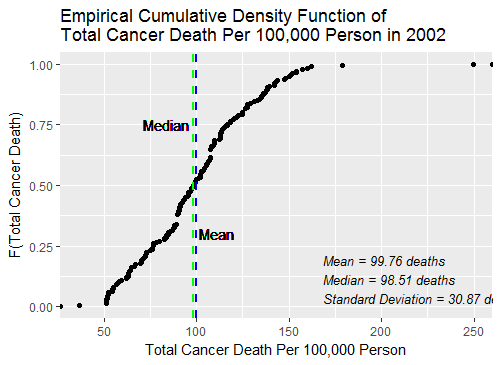 Empirical Cumulative Density Function of
Total Cancer Death Per 100,000 Person in 2002
F(Total Cancer Death)
1.00
0.75
0.50
0.25
0.00
Median
Mean
Mean = 99.76 deaths
Median = 98.51 deaths
Standard Deviation = 30.87 de
50
100
150
200
250
Total Cancer Death Per 100,000 Person